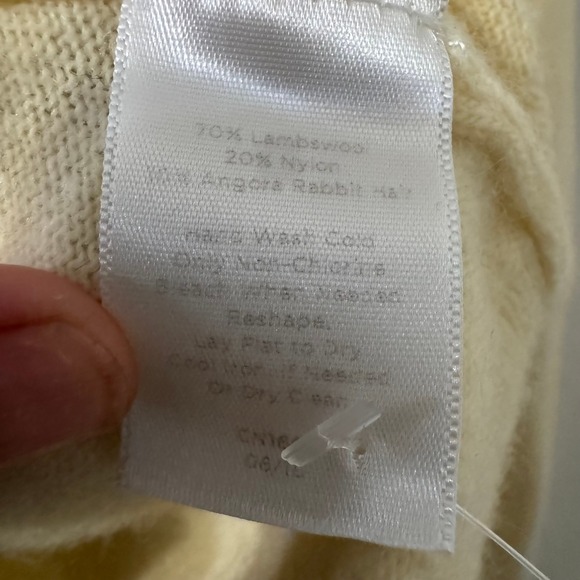 70% Lambswool
20% Nylon
10% Angora Rabbit Hair
Hand Wash Cold
Only Non-Chlorine
Bleach When Needed
Reshape,
Lay Flat to Dry
Cool Iron If Needed
Or Dry Clean